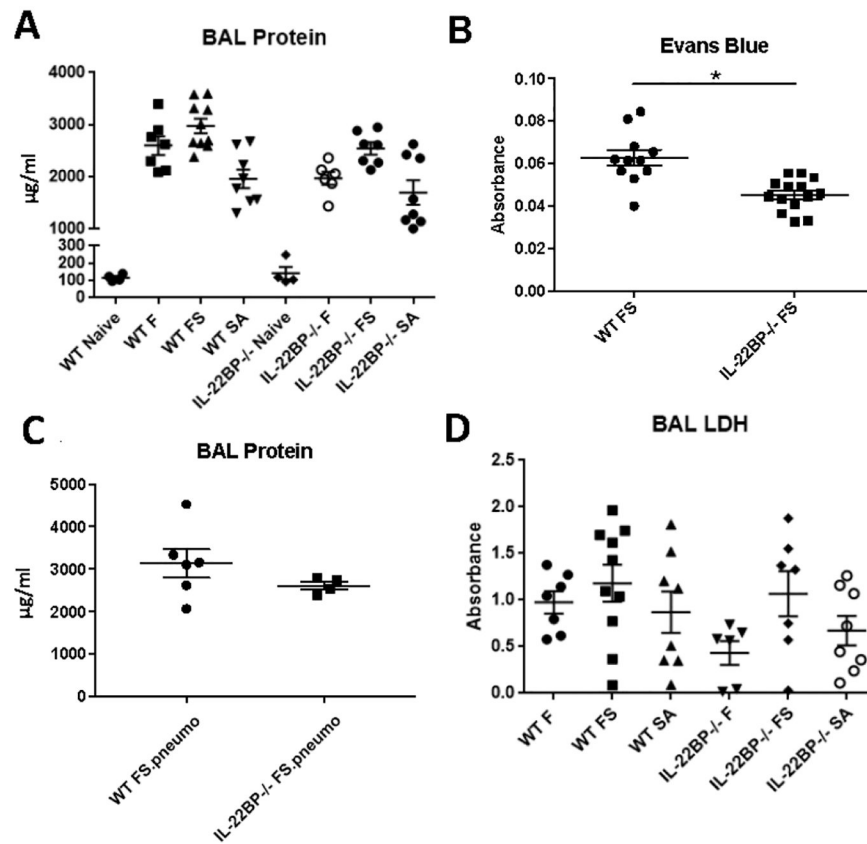 A
BAL Protein
µg/ml
4000
3000
2000
1000
300
200
100
0
WT Naive
WT F
WT FS
WT SA
IL-22BP-/- Naive
IL-22BP-/- F
IL-22BP-/- FS
IL-22BP-/- SA
B
Evans Blue
*
Absorbance
0.10
0.08
0.06
0.04
0.02
0.00
WT FS
IL-22BP-/- FS
C
BAL Protein
µg/ml
5000
4000
3000
2000
1000
0
WT FS.pneumo
IL-22BP-/- FS.pneumo
D
BAL LDH
Absorbance
2.5
2.0
1.5
1.0
0.5
0.0
WT F
WT FS
WT SA
IL-22BP-/- F
IL-22BP-/- FS
IL-22BP-/- SA